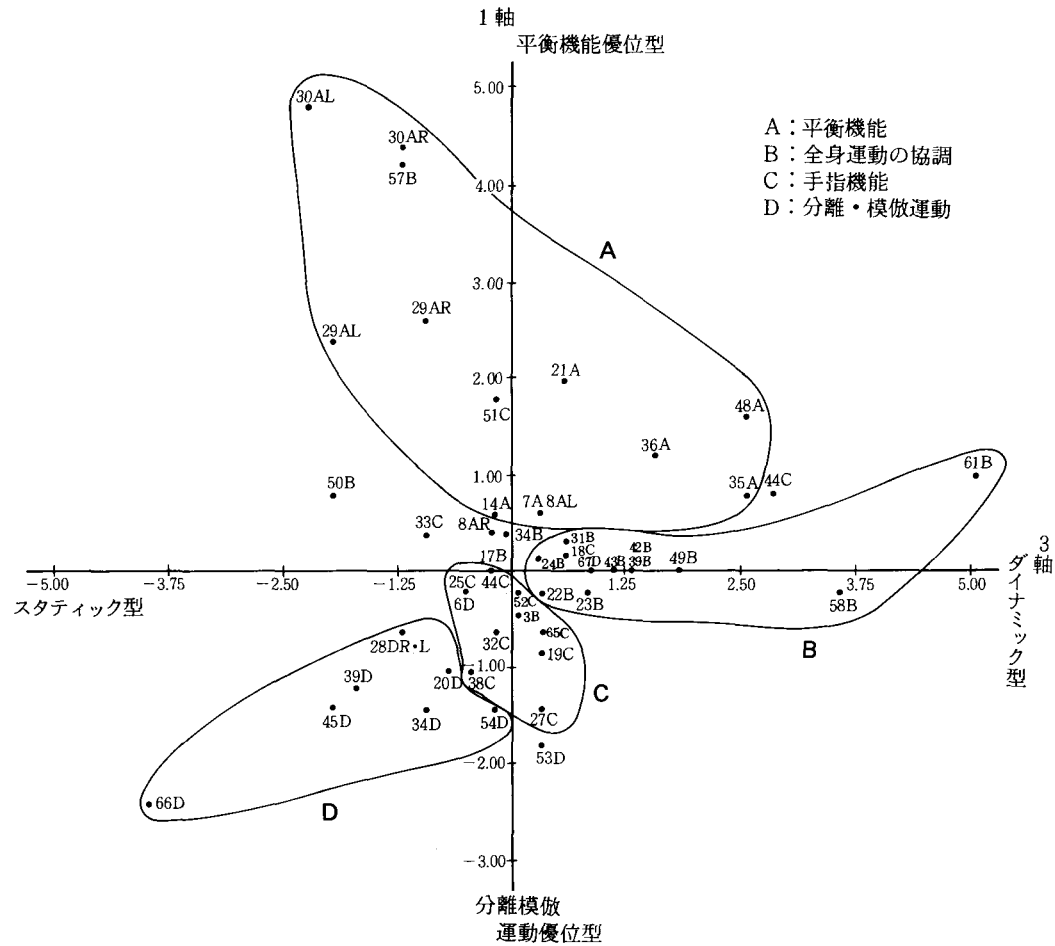 1軸
平衡機能優位型
5.00
30AL
A：平衡機能
B：全身運動の協調
C：手指機能
D：分離・模倣運動
30AR
57B
4.00
A
3.00
29AR
29AL
2.00
21A
51C
48A
36A
1.00
61B
50B
35A 44C
14A
7A 8AL
33C
8AR
34B
31B
18C
42B
17B
24B
67D
43B
39B
49B
3軸
-5.00
-3.75
-2.50
-1.25
1.25
2.50
3.75
5.00
スタティック型
ダイナミック型
25C
44C
6D
52C
22B
23B
58B
3B
28DR・L
32C
65C
B
19C
-1.00
39D
20D
38C
C
45D
34D
54D
27C
53D
-2.00
66D
D
-3.00
分離模倣
運動優位型